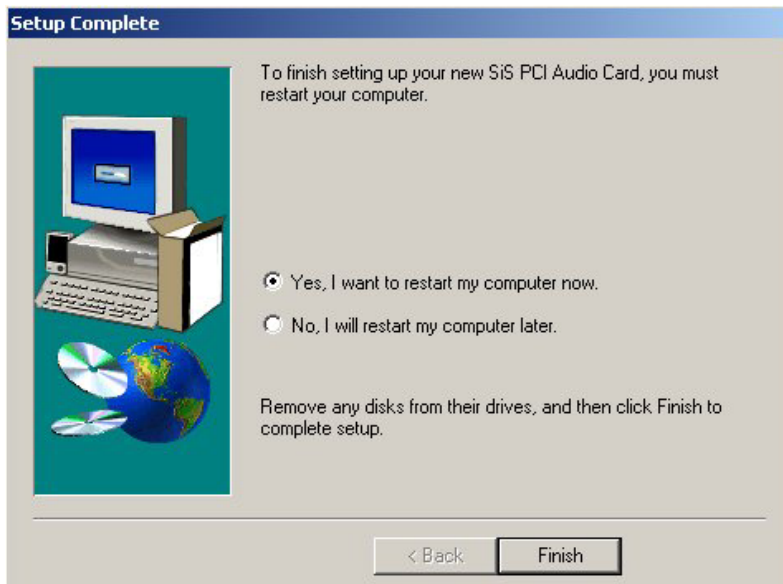 Setup Complete
To finish setting up your new SiS PCI Audio Card, you must
restart your computer.
Yes, I want to restart my computer now.
No, I will restart my computer later.
Remove any disks from their drives, and then click Finish to
complete setup.
< Back
Finish